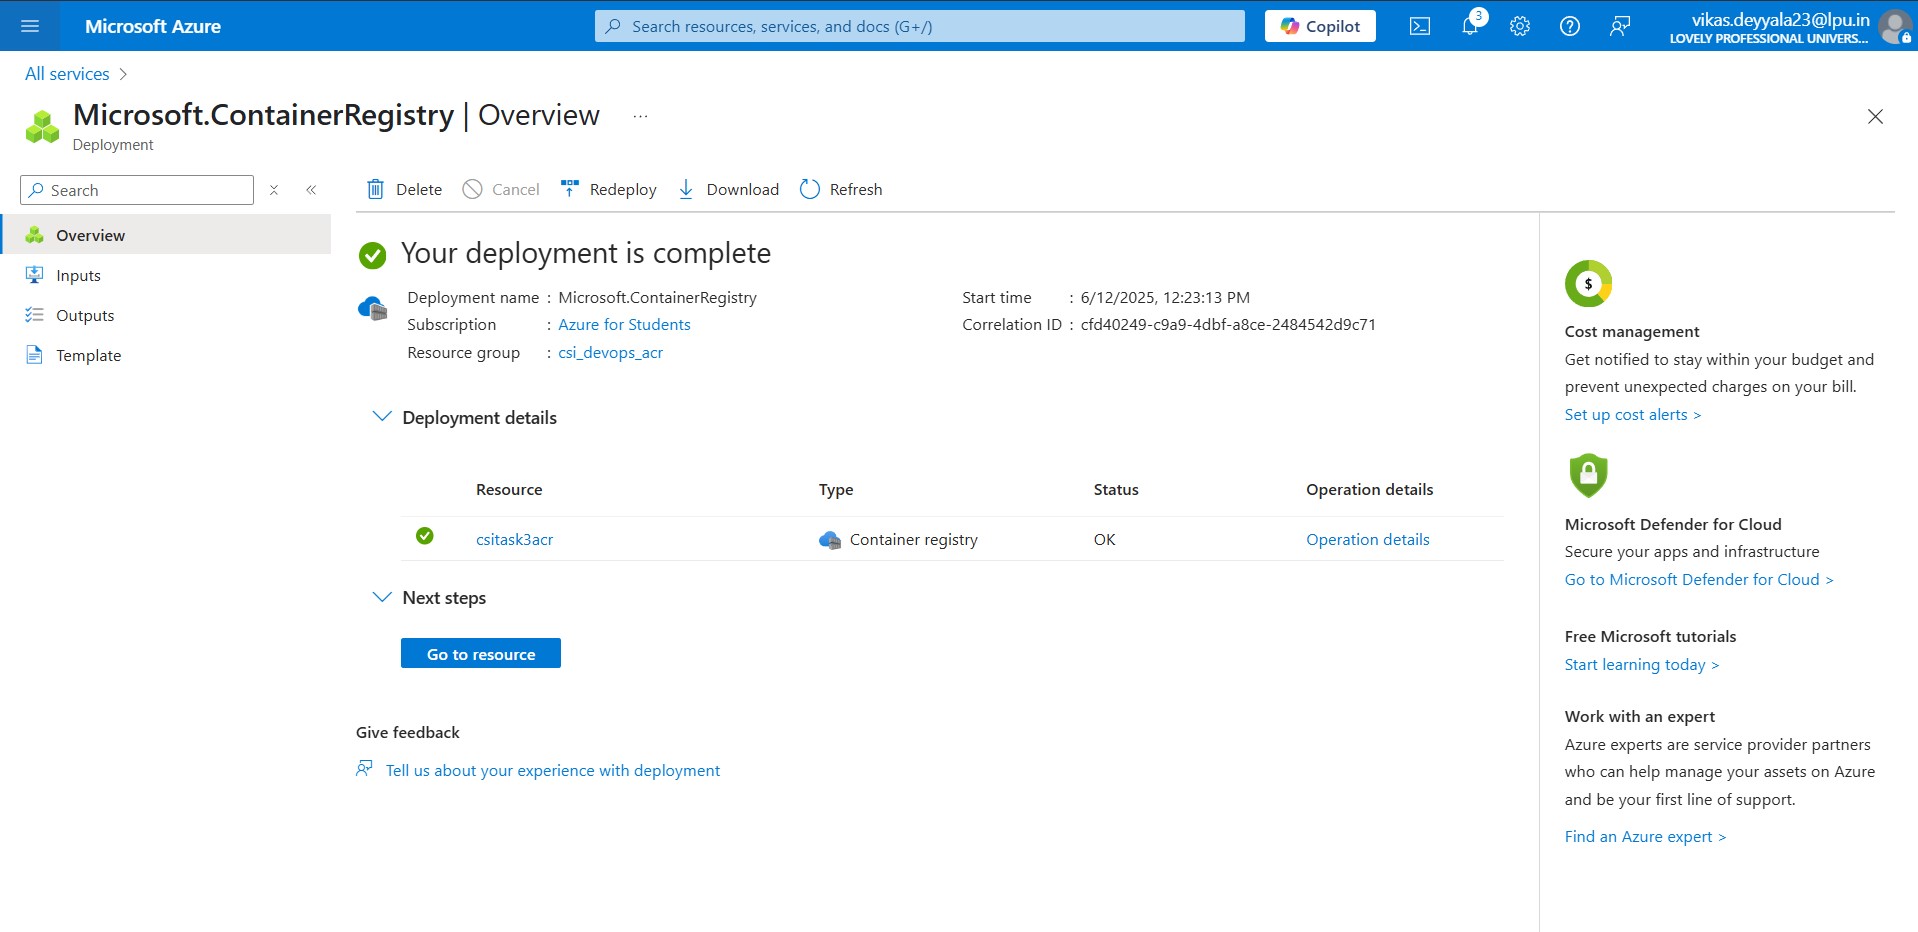 Microsoft Azure
Search resources, services, and docs (G+/)
Copilot
3
vikas.deyyala23@lpu.in
LOVELY PROFESSIONAL UNIVERS...
All services >
Microsoft.ContainerRegistry | Overview ...
Deployment
Search
Overview
Inputs
Outputs
Template
Delete Cancel Redeploy Download Refresh
Your deployment is complete
Deployment name : Microsoft.ContainerRegistry
Subscription : Azure for Students
Resource group : csi_devops_acr
Start time : 6/12/2025, 12:23:13 PM
Correlation ID : cfd40249-c9a9-4dbf-a8ce-2484542d9c71
Deployment details
Resource Type Status Operation details
csitask3acr Container registry OK Operation details
Next steps
Go to resource
Give feedback
Tell us about your experience with deployment
$
Cost management
Get notified to stay within your budget and
prevent unexpected charges on your bill.
Set up cost alerts >
Microsoft Defender for Cloud
Secure your apps and infrastructure
Go to Microsoft Defender for Cloud >
Free Microsoft tutorials
Start learning today >
Work with an expert
Azure experts are service provider partners
who can help manage your assets on Azure
and be your first line of support.
Find an Azure expert >